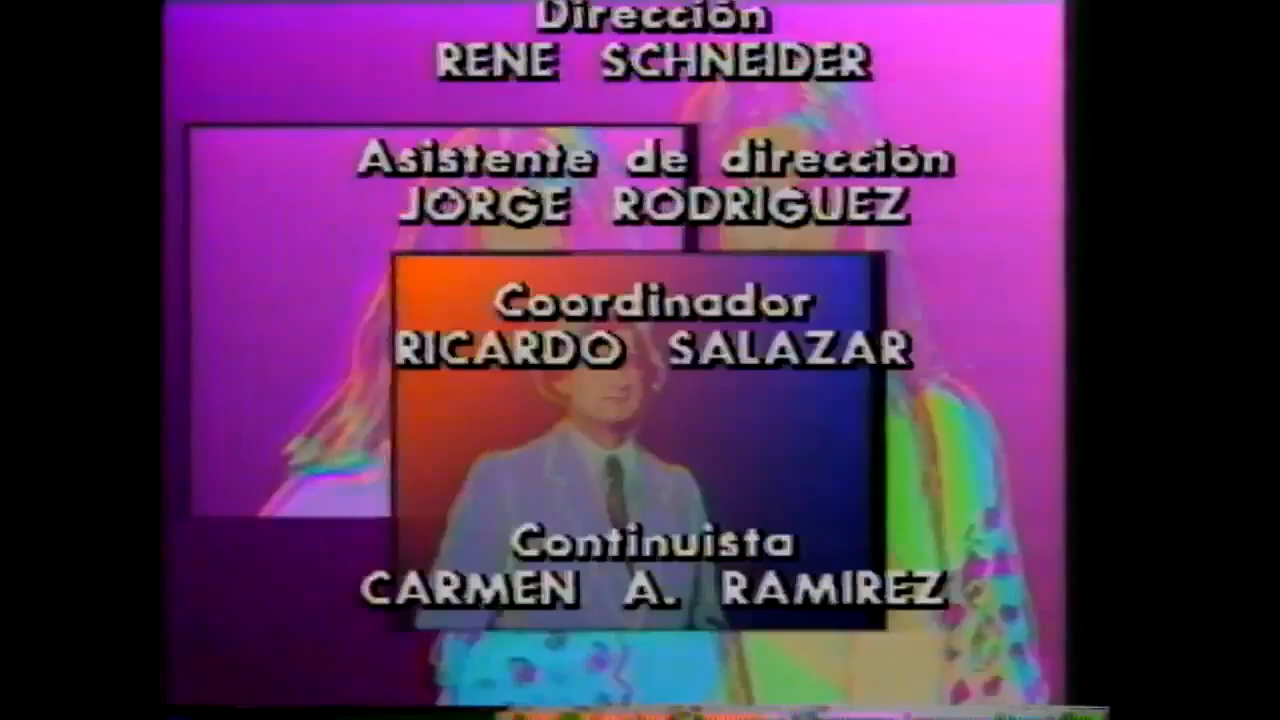 Dirección
RENE SCHNEIDER
Asistente de dirección
JORGE RODRIGUEZ
Coordinador
RICARDO SALAZAR
Continuista
CARMEN A. RAMIREZ